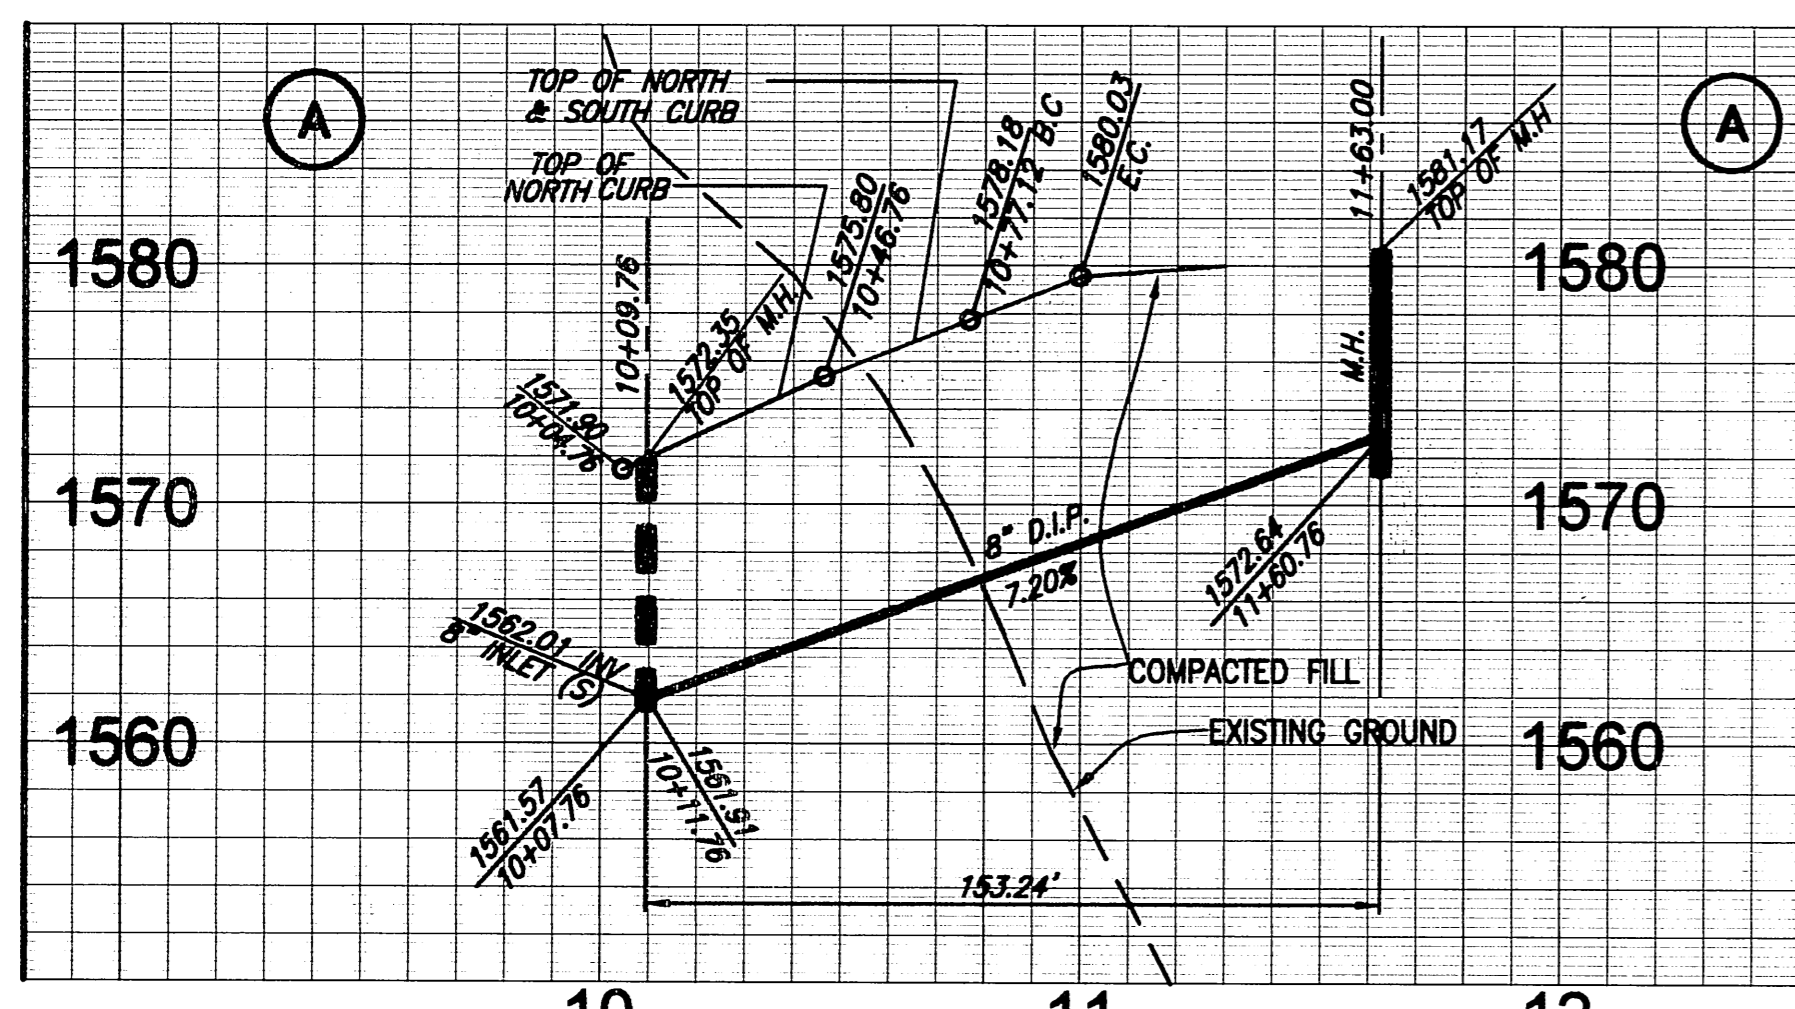 A
A
TOP OF NORTH
& SOUTH CURB
TOP OF
NORTH CURB
1580
1570
1560
1580
1570
1560
10+09.76
1572.35
TOP OF M.H.
1575.80
10+46.76
1578.18
10+77.12 B.C
1580.03
E.C.
11+63.00
1581.17
TOP OF M.H
M.H.
1571.90
10+04.76
8" D.I.P.
7.20%
1572.64
11+60.76
1562.01 INV
8" INLET (S)
COMPACTED FILL
EXISTING GROUND
1561.57
10+07.76
1561.91
10+11.76
153.24'
10
11
12